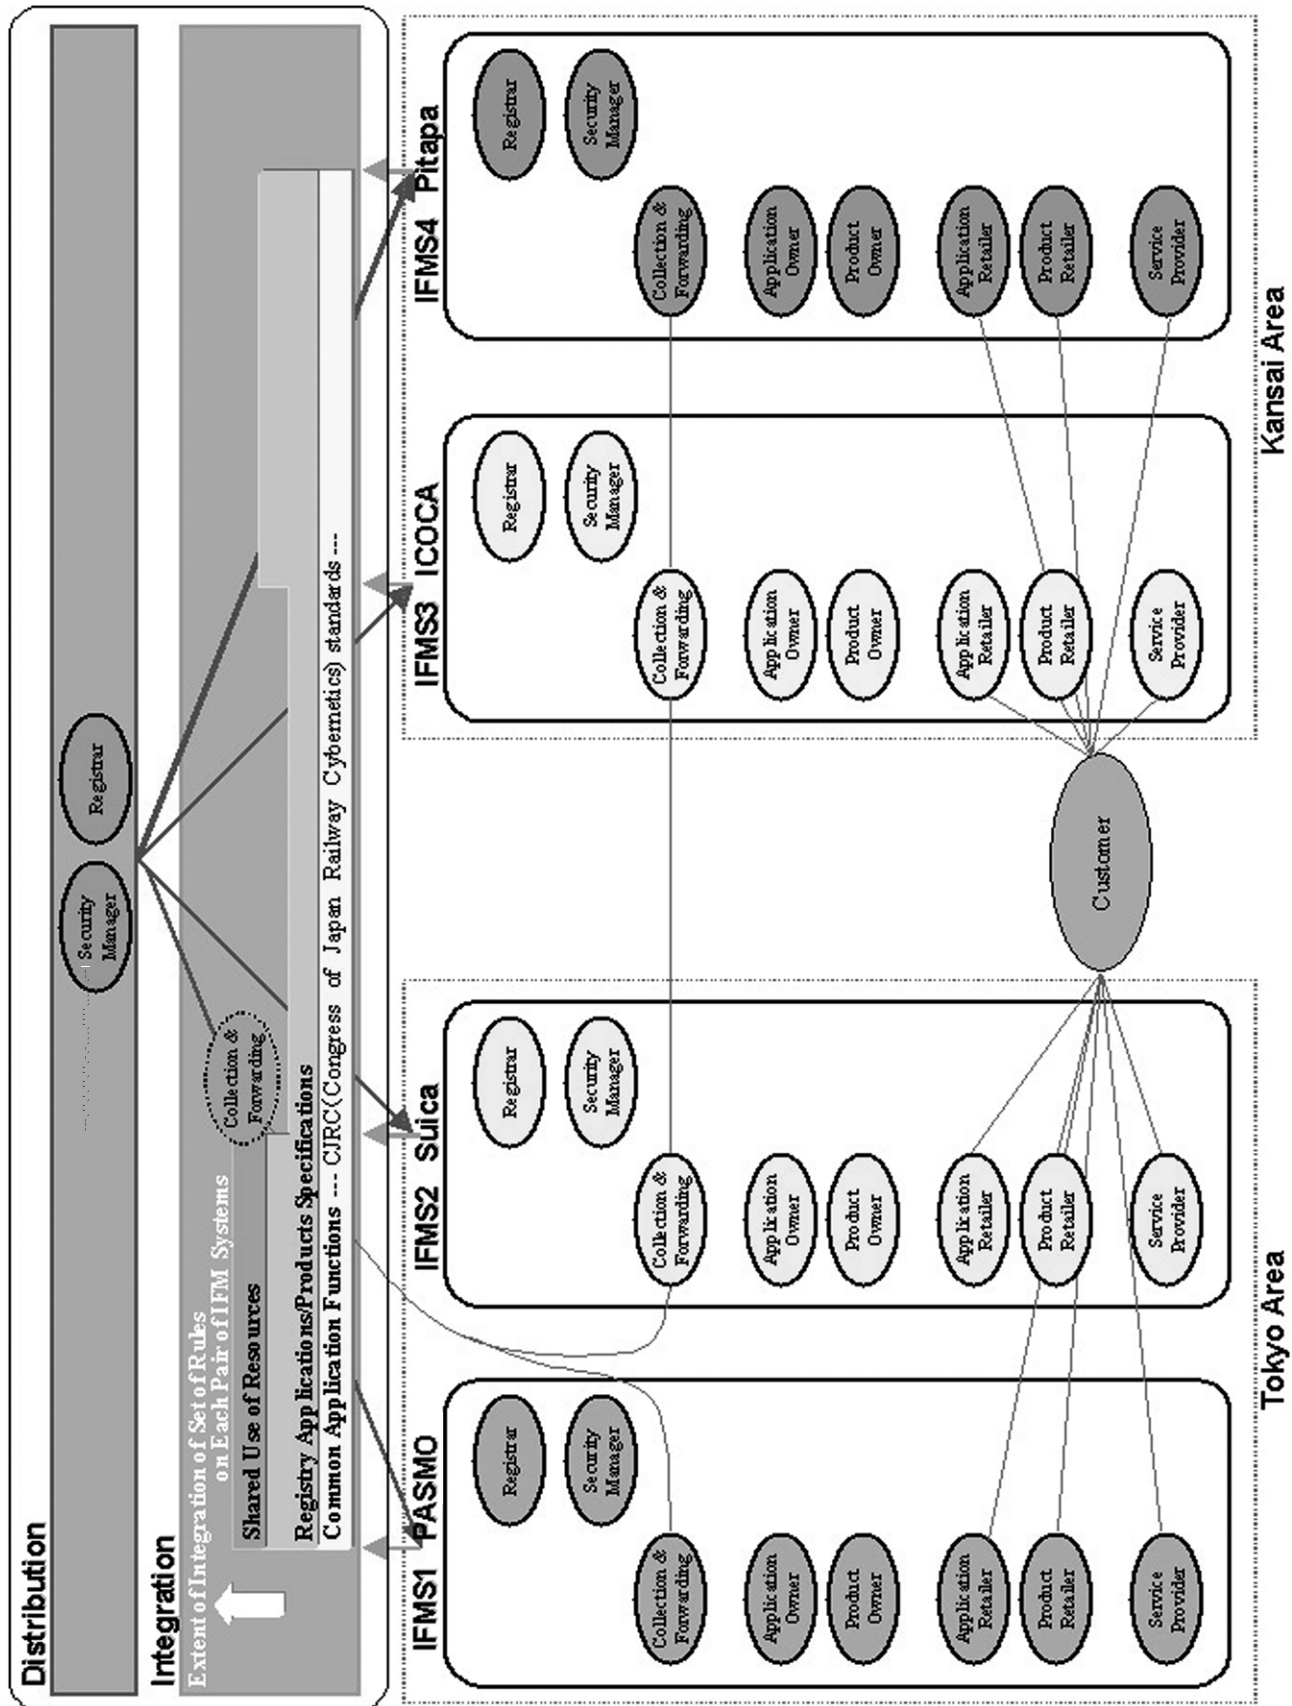 Distribution
Security
Manager
Registrar
Integration
Extent of Integration of Set of Rules
on Each Pair of IFM Systems
Collection &
Forwarding
Shared Use of Resources
Registry Applications/Products Specifications
Common Application Functions --- CJRC(Congress of Japan Railway Cybernetics) standards ---
IFMS1 PASMO
Registrar
Security
Manager
Collection &
Forwarding
Application
Owner
Product
Owner
Application
Retailer
Product
Retailer
Service
Provider
IFMS2 Suica
Registrar
Security
Manager
Collection &
Forwarding
Application
Owner
Product
Owner
Application
Retailer
Product
Retailer
Service
Provider
Tokyo Area
Customer
IFMS3 ICOCA
Registrar
Security
Manager
Collection &
Forwarding
Application
Owner
Product
Owner
Application
Retailer
Product
Retailer
Service
Provider
IFMS4 Pitapa
Registrar
Security
Manager
Collection &
Forwarding
Application
Owner
Product
Owner
Application
Retailer
Product
Retailer
Service
Provider
Kansai Area